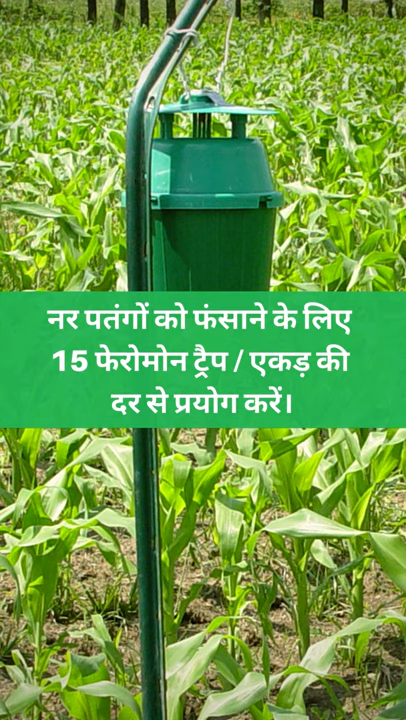 नर पतंगों को फंसाने के लिए
15 फेरोमोन ट्रैप / एकड़ की
दर से प्रयोग करें।